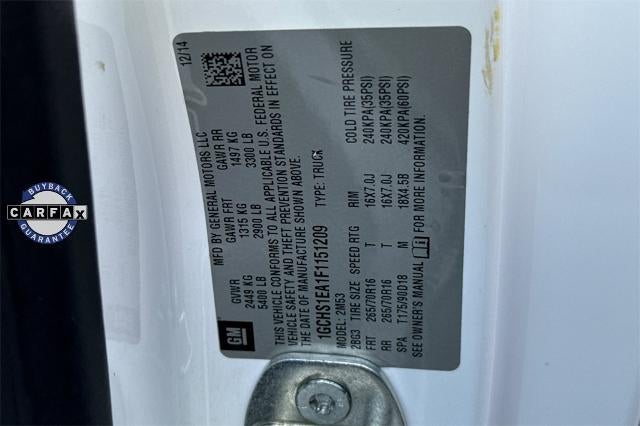 MFD BY GENERAL MOTORS LLC
12/14
GVWR GAWR FRT GAWR RR
2449 KG 1315 KG 1497 KG
5400 LB 2900 LB 3300 LB
THIS VEHICLE CONFORMS TO ALL APPLICABLE U.S. FEDERAL MOTOR
VEHICLE SAFETY AND THEFT PREVENTION STANDARDS IN EFFECT ON
THE DATE OF MANUFACTURE SHOWN ABOVE.
1GCHS1EA1F1151209 TYPE: TRUCK
MODEL: 2M53
2BG3 TIRE SIZE SPEED RTG RIM COLD TIRE PRESSURE
FRT 265/70R16 T 16X7.0J 240KPA(35PSI)
RR 265/70R16 T 16X7.0J 240KPA(35PSI)
SPA T175/90D18 M 18X4.5B 420KPA(60PSI)
SEE OWNER'S MANUAL FOR MORE INFORMATION.
GM
BUYBACK
CARFAX
GUARANTEE